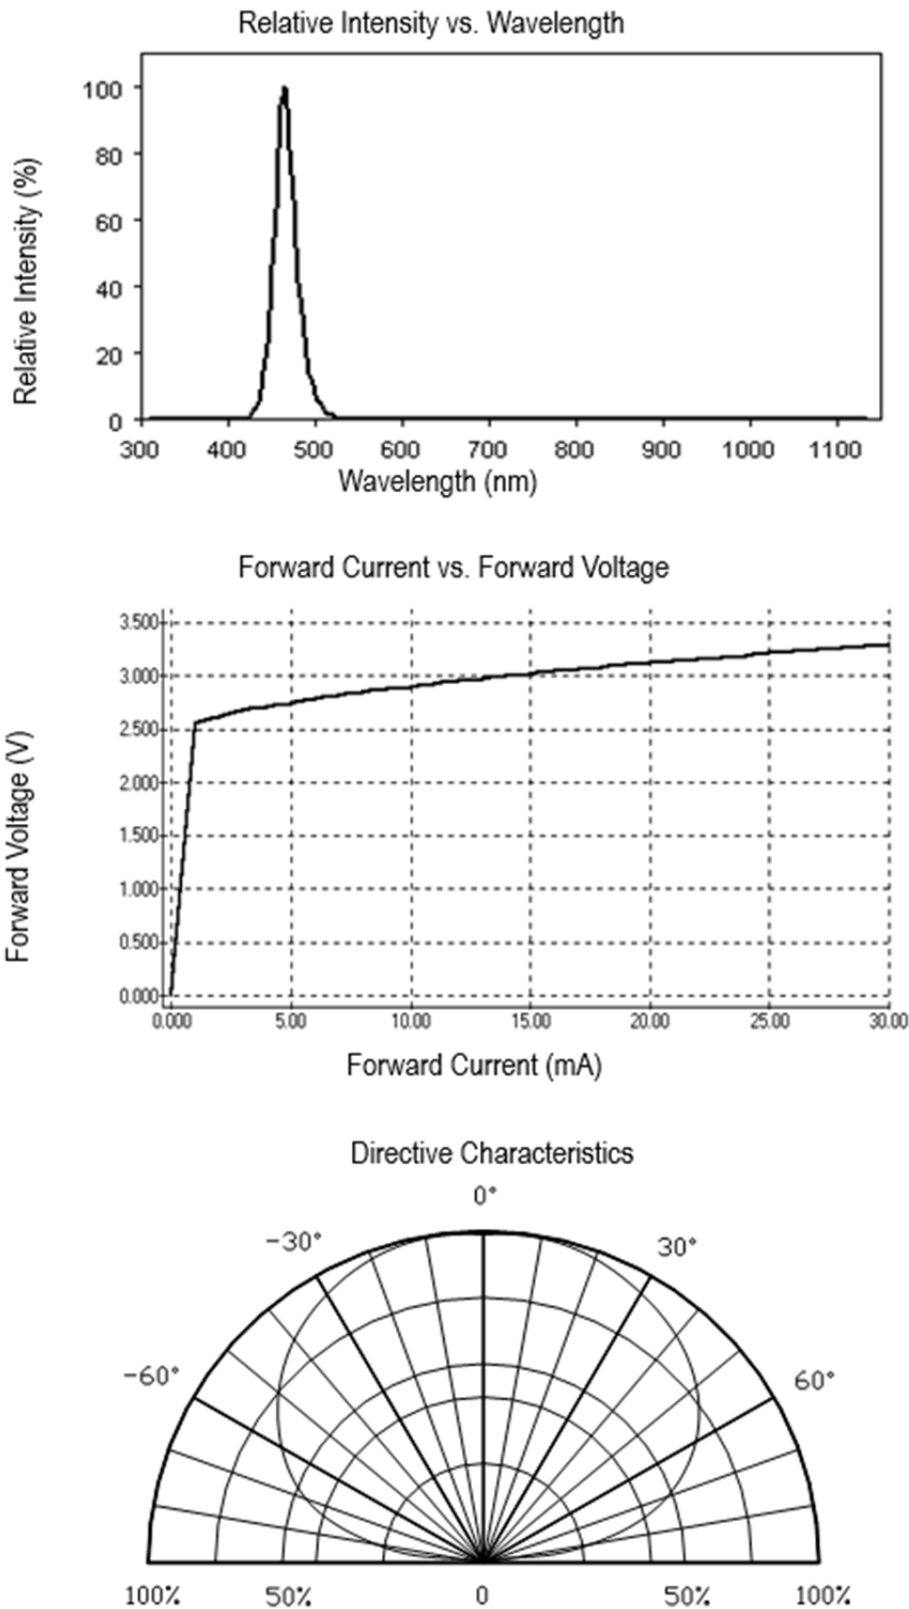 Relative Intensity vs. Wavelength
Relative Intensity (%)
100
80
60
40
20
0
300 400 500 600 700 800 900 1000 1100
Wavelength (nm)
Forward Current vs. Forward Voltage
Forward Voltage (V)
3.500
3.000
2.500
2.000
1.500
1.000
0.500
0.000
0.000 5.00 10.00 15.00 20.00 25.00 30.00
Forward Current (mA)
Directive Characteristics
0°
-30° 30°
-60° 60°
100% 50% 0 50% 100%